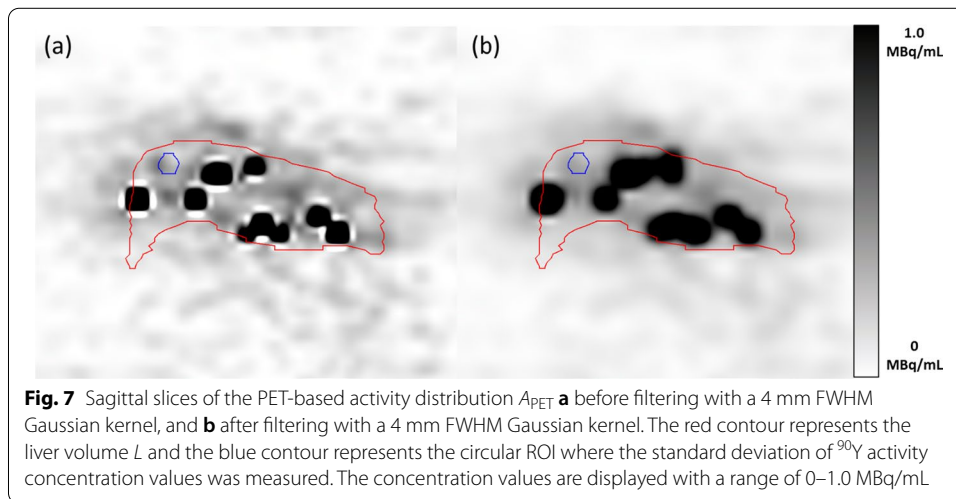 (a)
(b)
1.0
MBq/mL
0
MBq/mL
Fig. 7 Sagittal slices of the PET-based activity distribution A_PET a before filtering with a 4 mm FWHM
Gaussian kernel, and b after filtering with a 4 mm FWHM Gaussian kernel. The red contour represents the
liver volume L and the blue contour represents the circular ROI where the standard deviation of ⁹⁰Y activity
concentration values was measured. The concentration values are displayed with a range of 0–1.0 MBq/mL